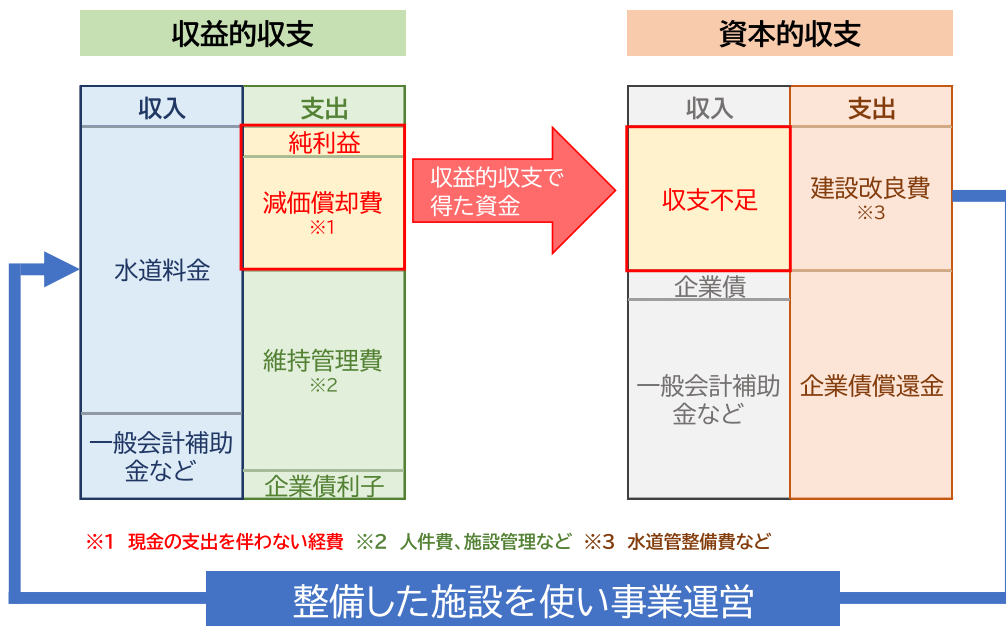 収益的収支
収入
支出
水道料金
一般会計補助
金など
純利益
減価償却費
※1
維持管理費
※2
企業債利子
収益的収支で
得た資金
資本的収支
収入
支出
収支不足
企業債
一般会計補助
金など
建設改良費
※3
企業債償還金
※1 現金の支出を伴わない経費 ※2 人件費、施設管理など ※3 水道管整備費など
整備した施設を使い事業運営